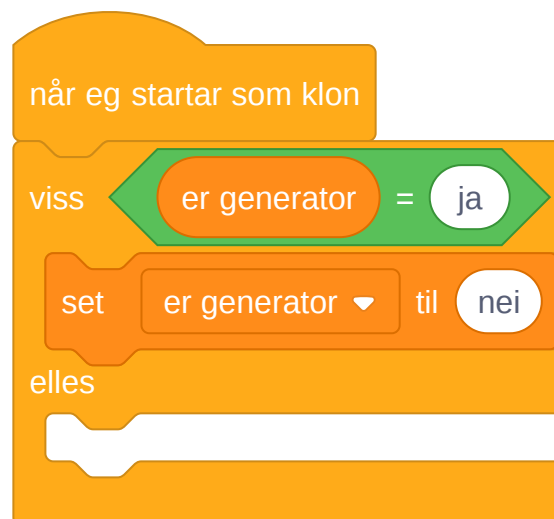 når eg startar som klon
viss er generator = ja
set er generator til nei
elles